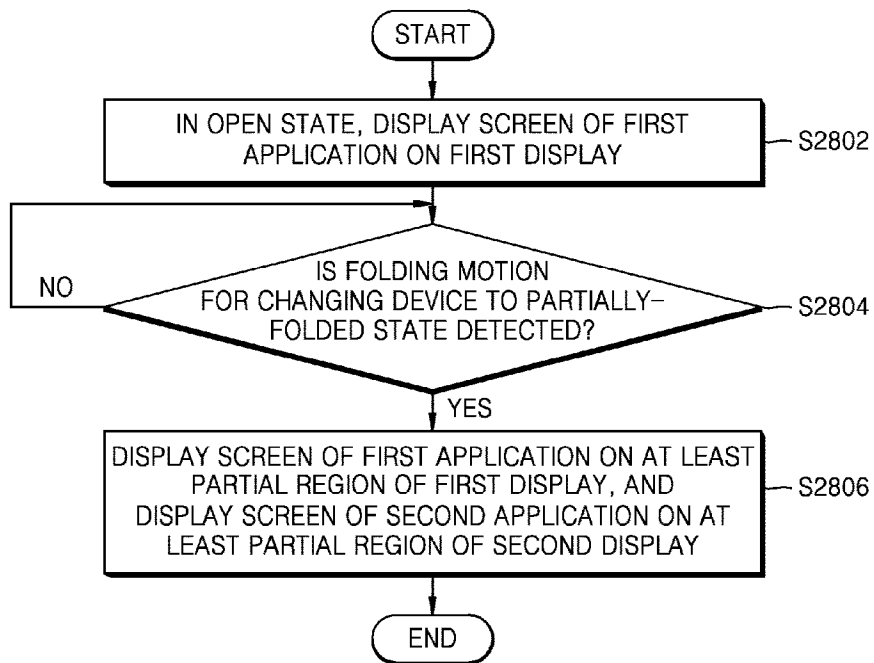 START
IN OPEN STATE, DISPLAY SCREEN OF FIRST
APPLICATION ON FIRST DISPLAY
S2802
IS FOLDING MOTION
FOR CHANGING DEVICE TO PARTIALLY-
FOLDED STATE DETECTED?
S2804
NO
YES
DISPLAY SCREEN OF FIRST APPLICATION ON AT LEAST
PARTIAL REGION OF FIRST DISPLAY, AND
DISPLAY SCREEN OF SECOND APPLICATION ON AT
LEAST PARTIAL REGION OF SECOND DISPLAY
S2806
END